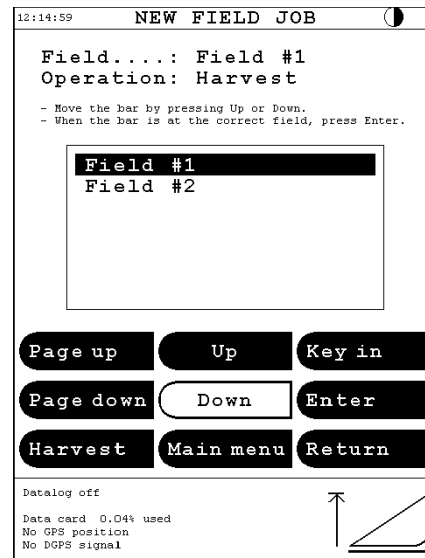 12:14:59 NEW FIELD JOB
Field....: Field #1
Operation: Harvest
- Move the bar by pressing Up or Down.
- When the bar is at the correct field, press Enter.
Field #1
Field #2
Page up Up Key in
Page down Down Enter
Harvest Main menu Return
Datalog off
Data card 0.04% used
No GPS position
No DGPS signal